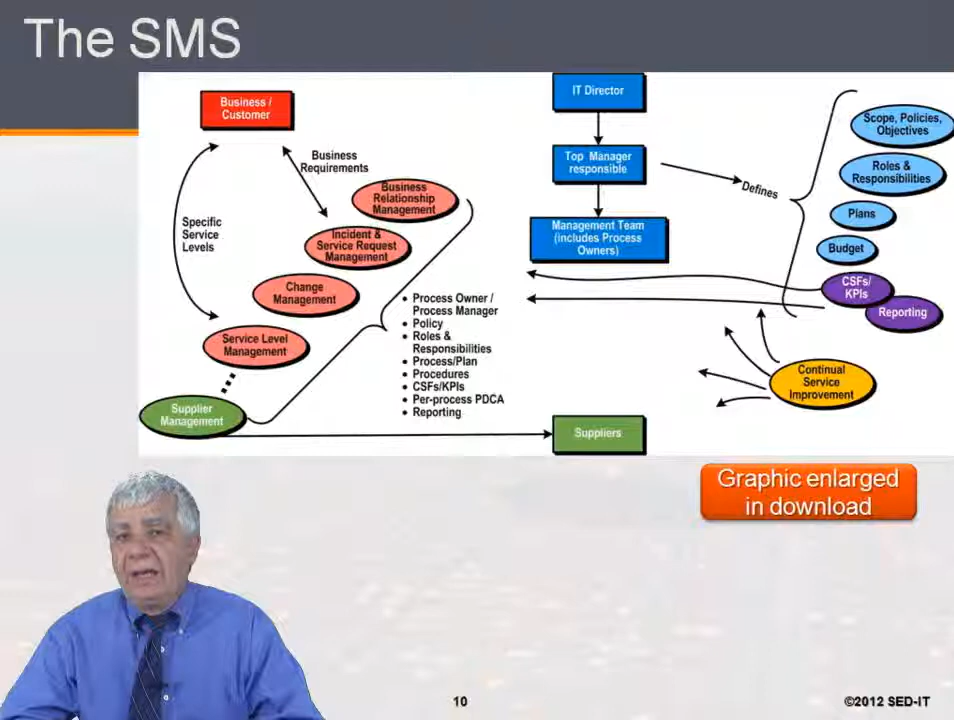 The SMS
Business /
Customer
Business
Requirements
Specific
Service
Levels
Business
Relationship
Management
Incident &
Service Request
Management
Change
Management
Service Level
Management
Supplier
Management
• Process Owner /
Process Manager
• Policy
• Roles &
Responsibilities
• Process/Plan
• Procedures
• CSFs/KPIs
• Per-process PDCA
• Reporting
IT Director
Top Manager
responsible
Management Team
(includes Process
Owners)
Defines
Scope, Policies,
Objectives
Roles &
Responsibilities
Plans
Budget
CSFs/
KPIs
Reporting
Continual
Service
Improvement
Suppliers
Graphic enlarged
in download
10
©2012 SED-IT